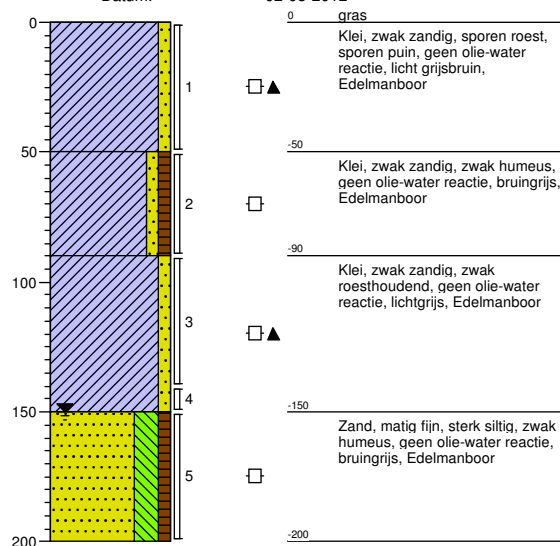 0
0
gras
Klei, zwak zandig, sporen roest,
sporen puin, geen olie-water
reactie, licht grijsbruin,
Edelmanboor
1
50
-50
Klei, zwak zandig, zwak humeus,
geen olie-water reactie, bruingrijs,
Edelmanboor
2
-90
Klei, zwak zandig, zwak
roesthoudend, geen olie-water
reactie, lichtgrijs, Edelmanboor
100
3
4
150
-150
Zand, matig fijn, sterk siltig, zwak
humeus, geen olie-water reactie,
bruingrijs, Edelmanboor
5
200
-200